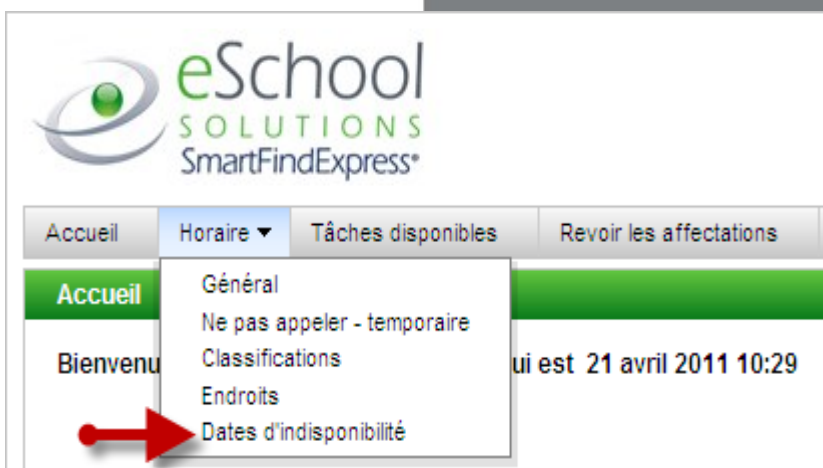 eSchool
SOLUTIONS
SmartFindExpress
Accueil Horaire Tâches disponibles Revoir les affectations
Accueil
Général
Ne pas appeler - temporaire
Bienvenu
Classifications
ui est 21 avril 2011 10:29
Endroits
Dates d'indisponibilité